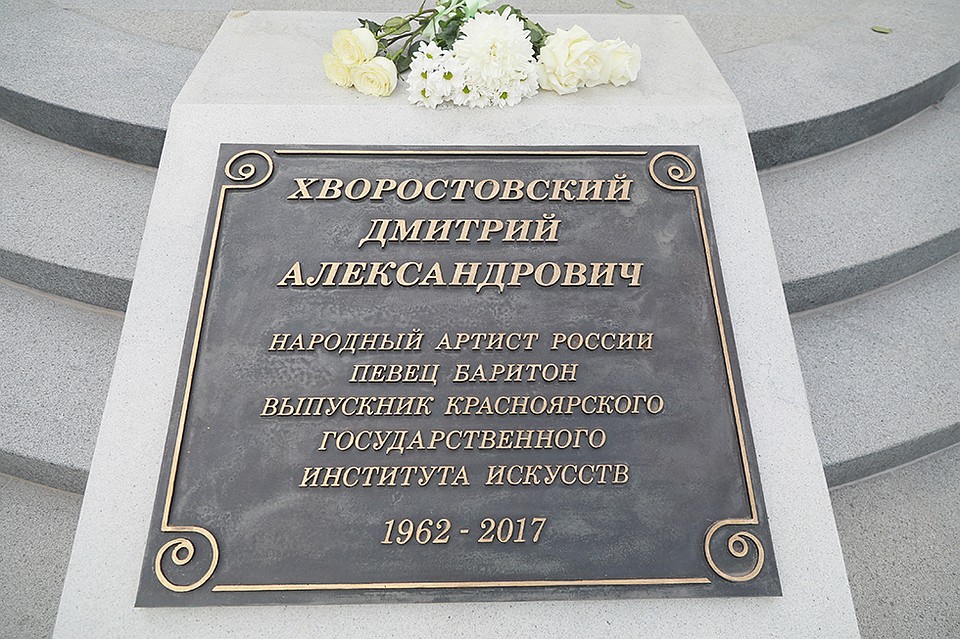 ХВОРОСТОВСКИЙ
ДМИТРИЙ
АЛЕКСАНДРОВИЧ
НАРОДНЫЙ АРТИСТ РОССИИ
ПЕВЕЦ БАРИТОН
ВЫПУСКНИК КРАСНОЯРСКОГО
ГОСУДАРСТВЕННОГО
ИНСТИТУТА ИСКУССТВ
1962 - 2017